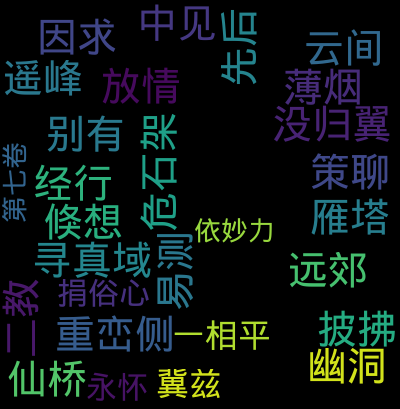 因求
中见
先后
云间
遥峰
放情
薄烟
没归翼
别有
危石架
第七卷
策聊
经行
倏想
依妙力
雁塔
寻真域
易测
远郊
捐俗心
二教
重峦侧
一相平
披拂
幽洞
仙桥
永怀
冀兹